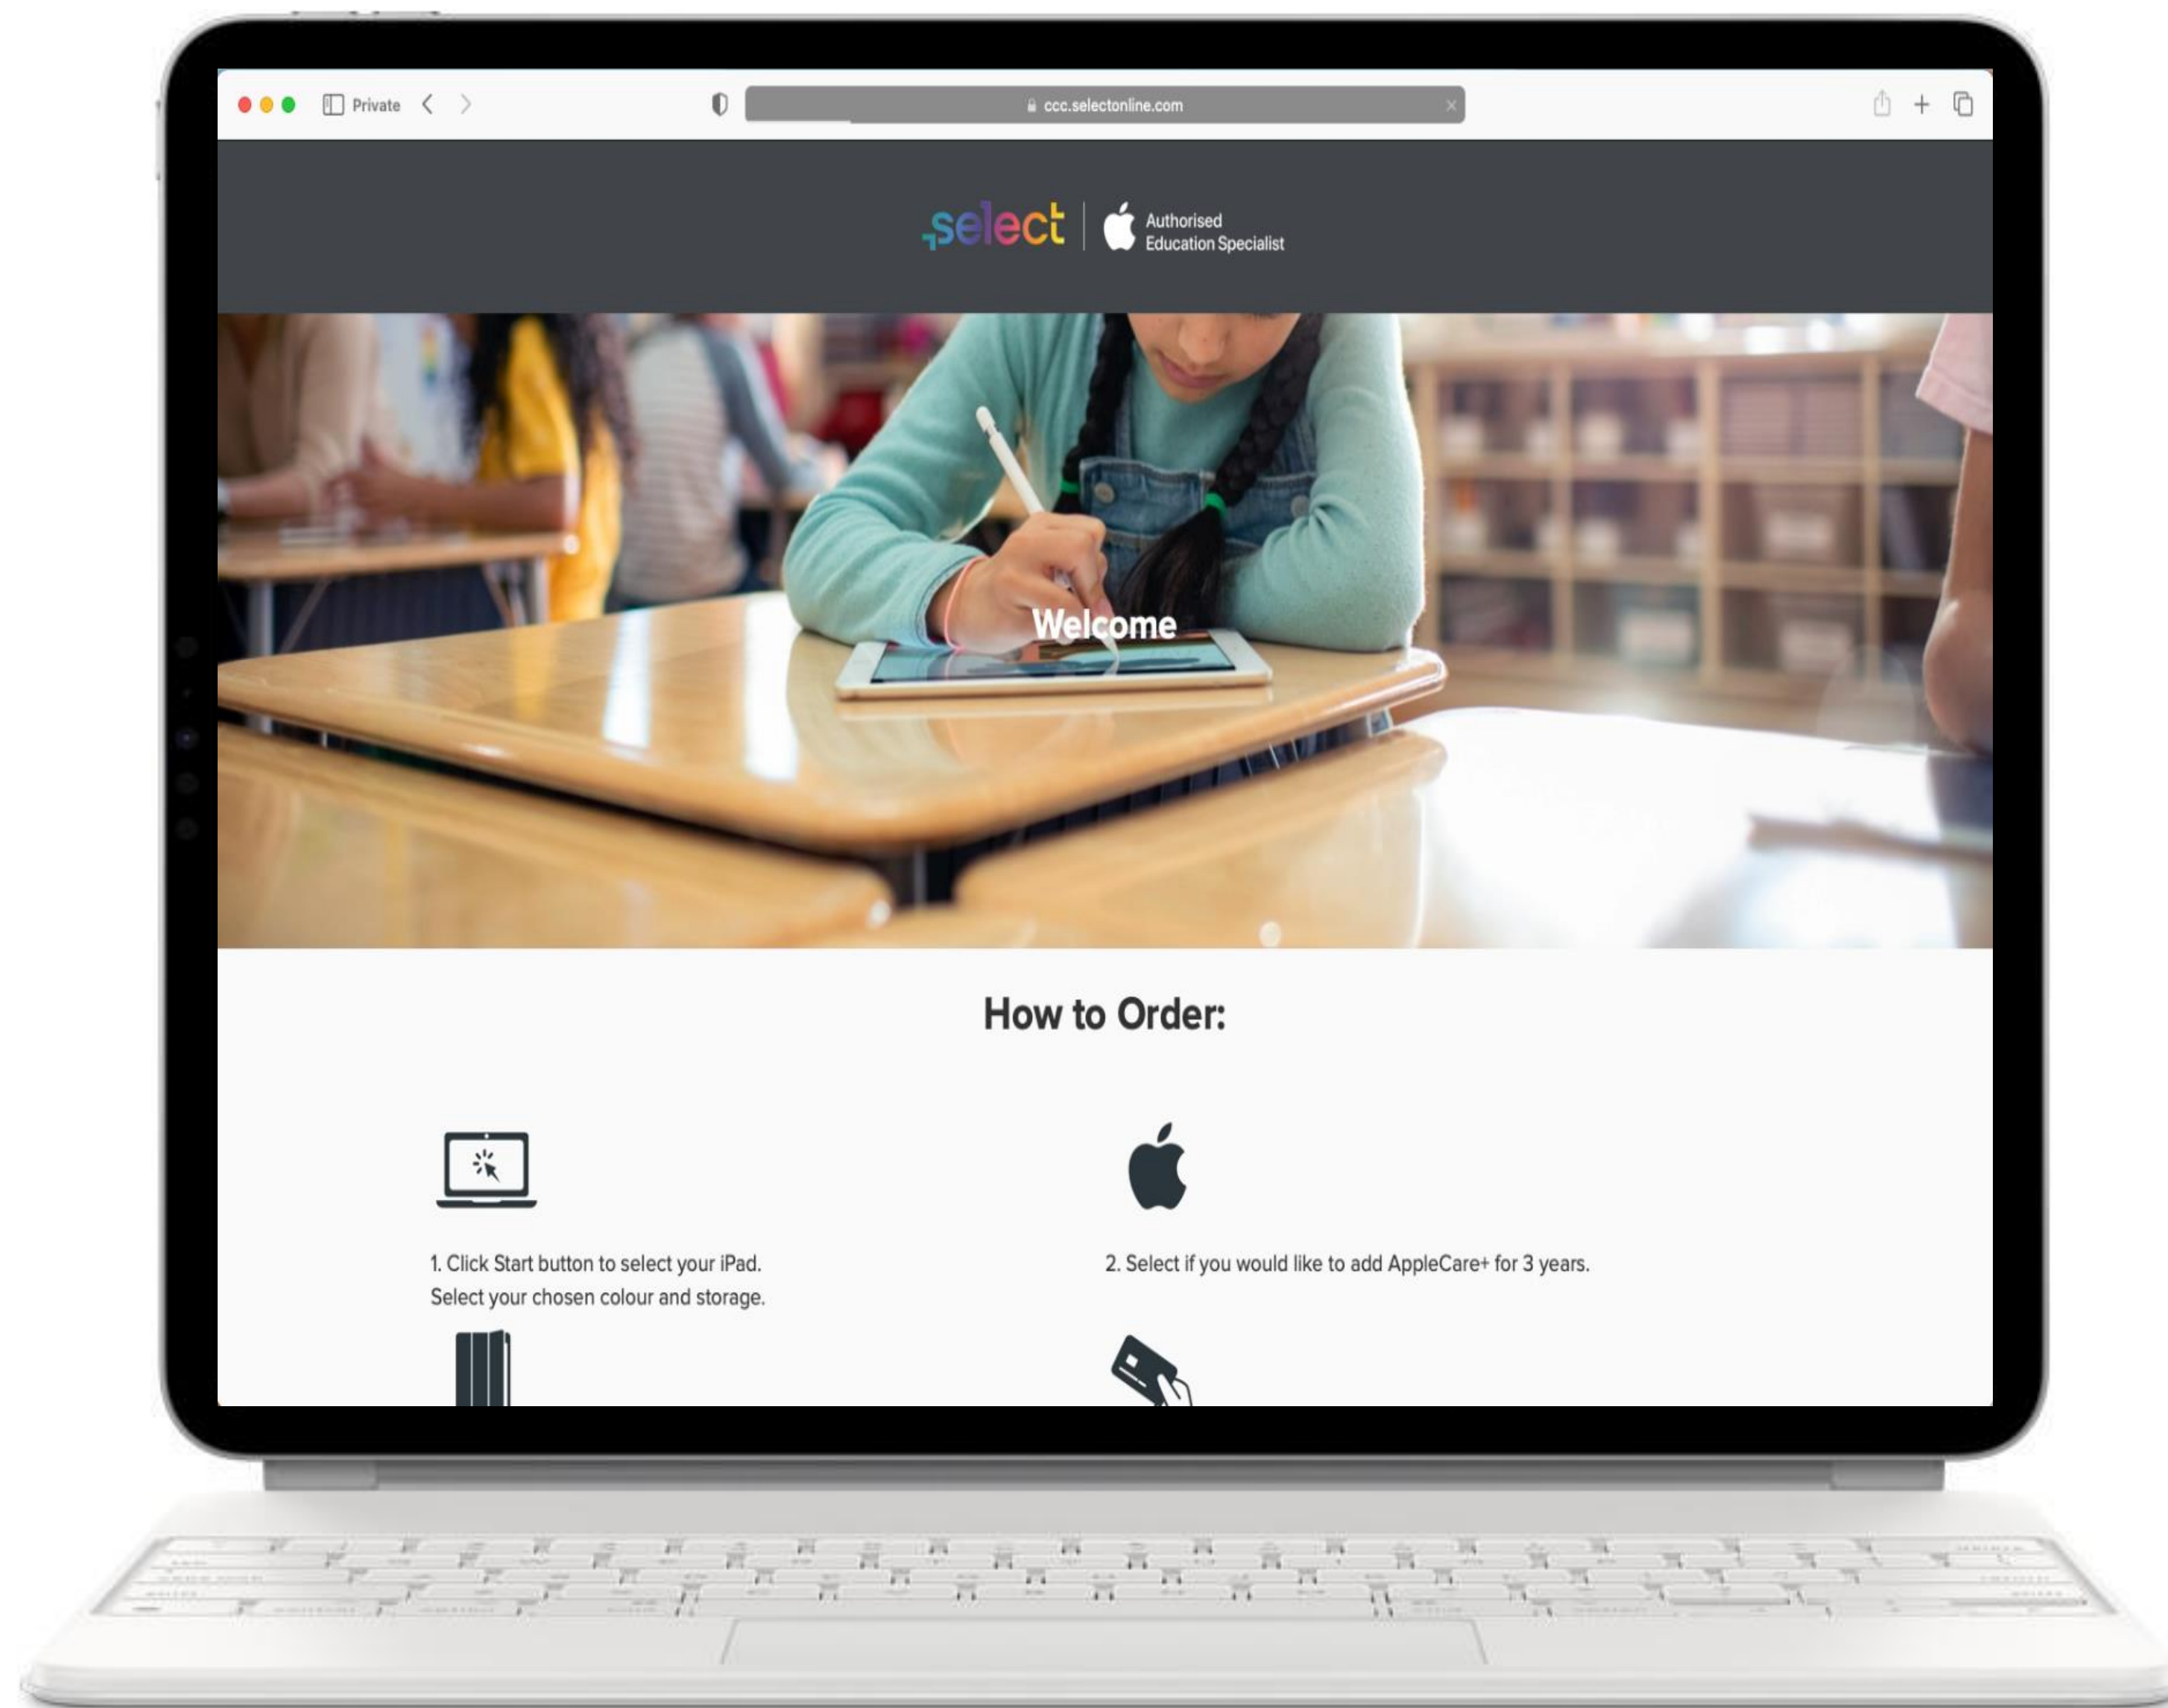 Private
ccc.selectonline.com
select
Authorised
Education Specialist
Welcome
How to Order:
1. Click Start button to select your iPad.
Select your chosen colour and storage.
2. Select if you would like to add AppleCare+ for 3 years.